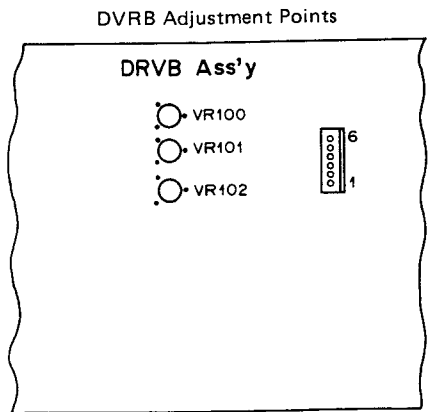 DVRB Adjustment Points
DRVB Ass'y
VR100
VR101
VR102
6
1